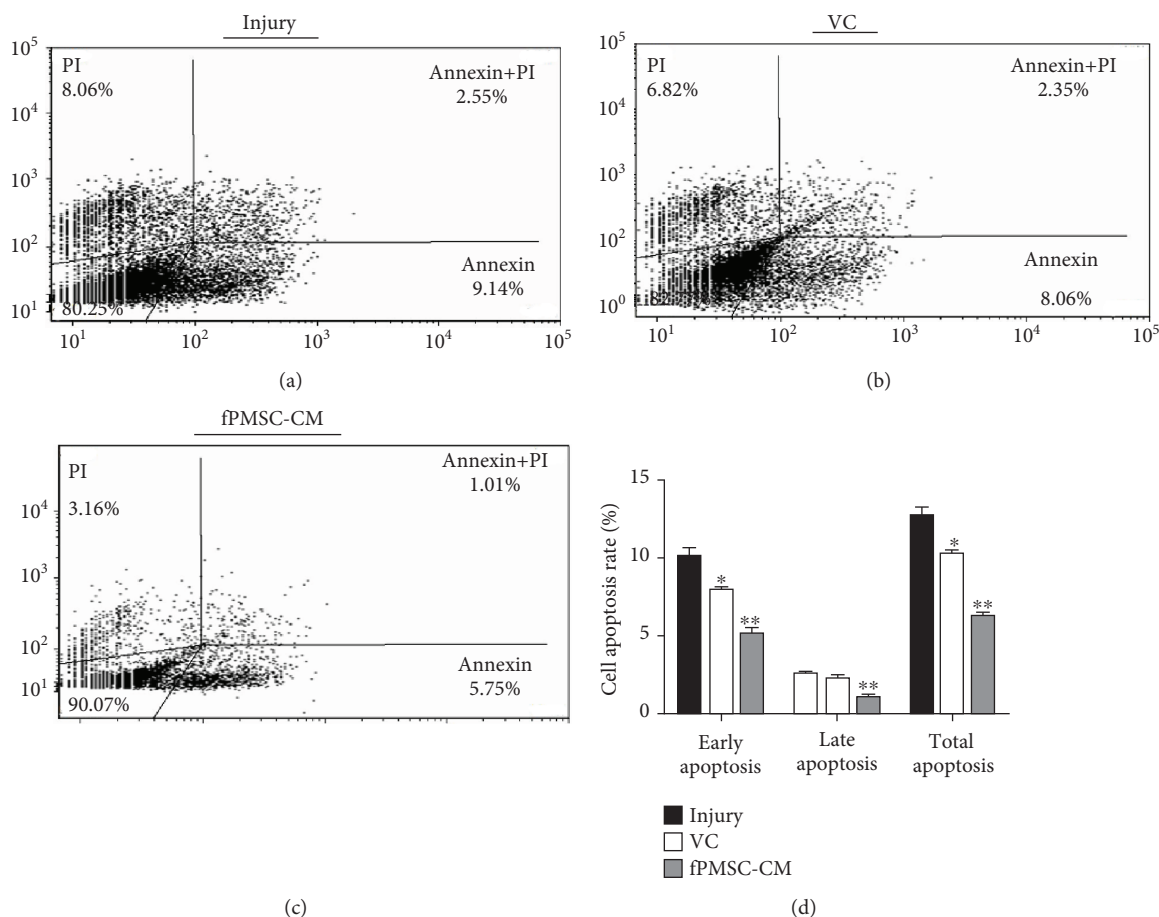 Injury
10^5
10^4
10^3
10^2
10^1
PI
8.06%
Annexin+PI
2.55%
Annexin
9.14%
80.25%
10^1 10^2 10^3 10^4 10^5
(a)
VC
10^5
10^4
10^3
10^2
10^1
10^0
PI
6.82%
Annexin+PI
2.35%
Annexin
8.06%
10^1 10^2 10^3 10^4 10^5
(b)
fPMSC-CM
10^4
10^3
10^2
10^1
PI
3.16%
Annexin+PI
1.01%
Annexin
5.75%
90.07%
(c)
Cell apoptosis rate (%)
15
10
5
0
*
**
**
*
**
Early
apoptosis
Late
apoptosis
Total
apoptosis
Injury
VC
fPMSC-CM
(d)